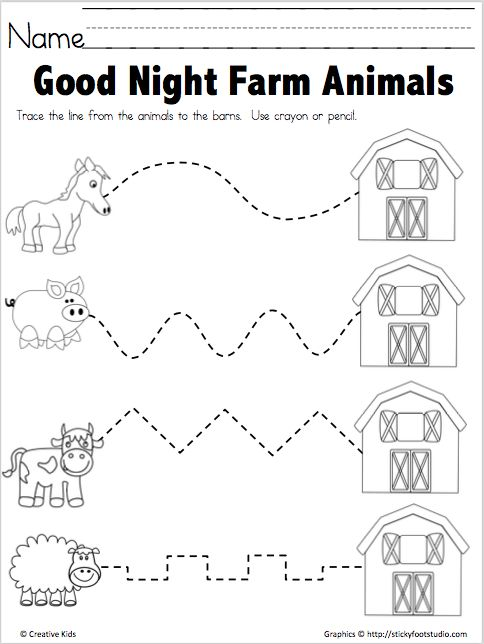 Name
Good Night Farm Animals
Trace the line from the animals to the barns. Use crayon or pencil.
© Creative Kids
Graphics © http://stickyfootstudio.com